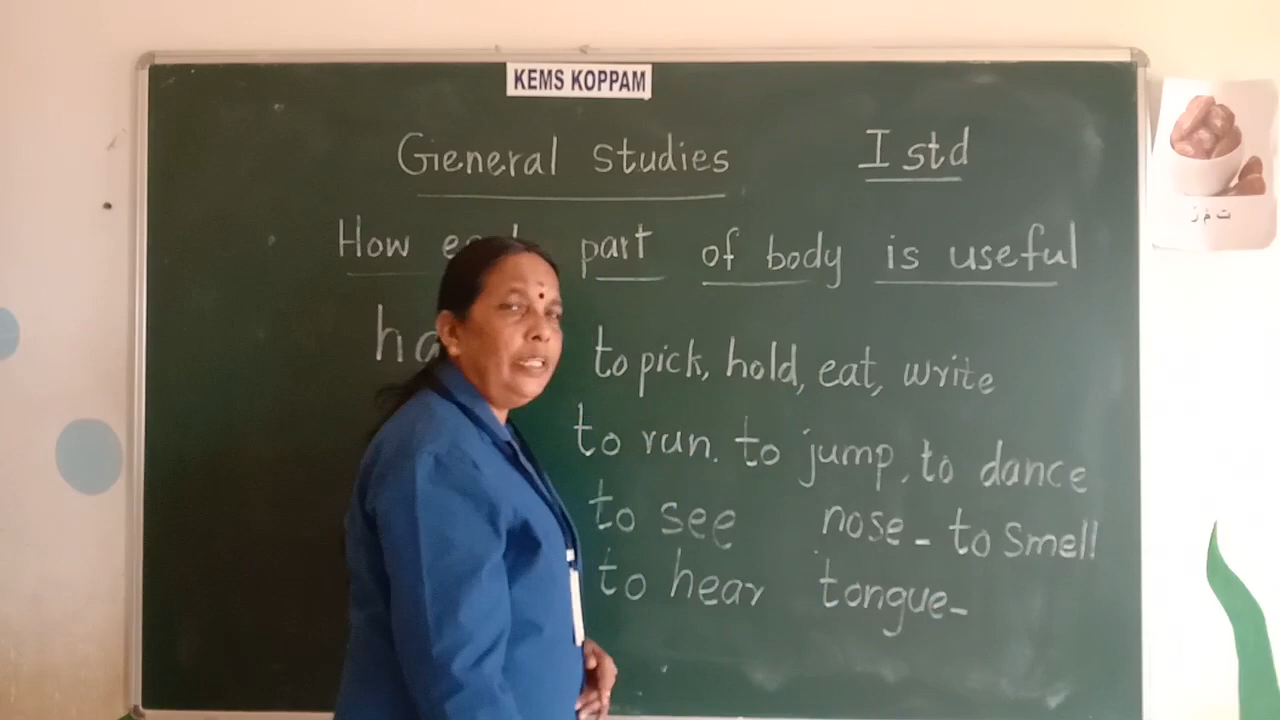 KEMS KOPPAM
General studies I std
How part of body is useful
to pick, hold, eat, write
to run. to jump, to dance
to see nose - to smell
to hear tongue -